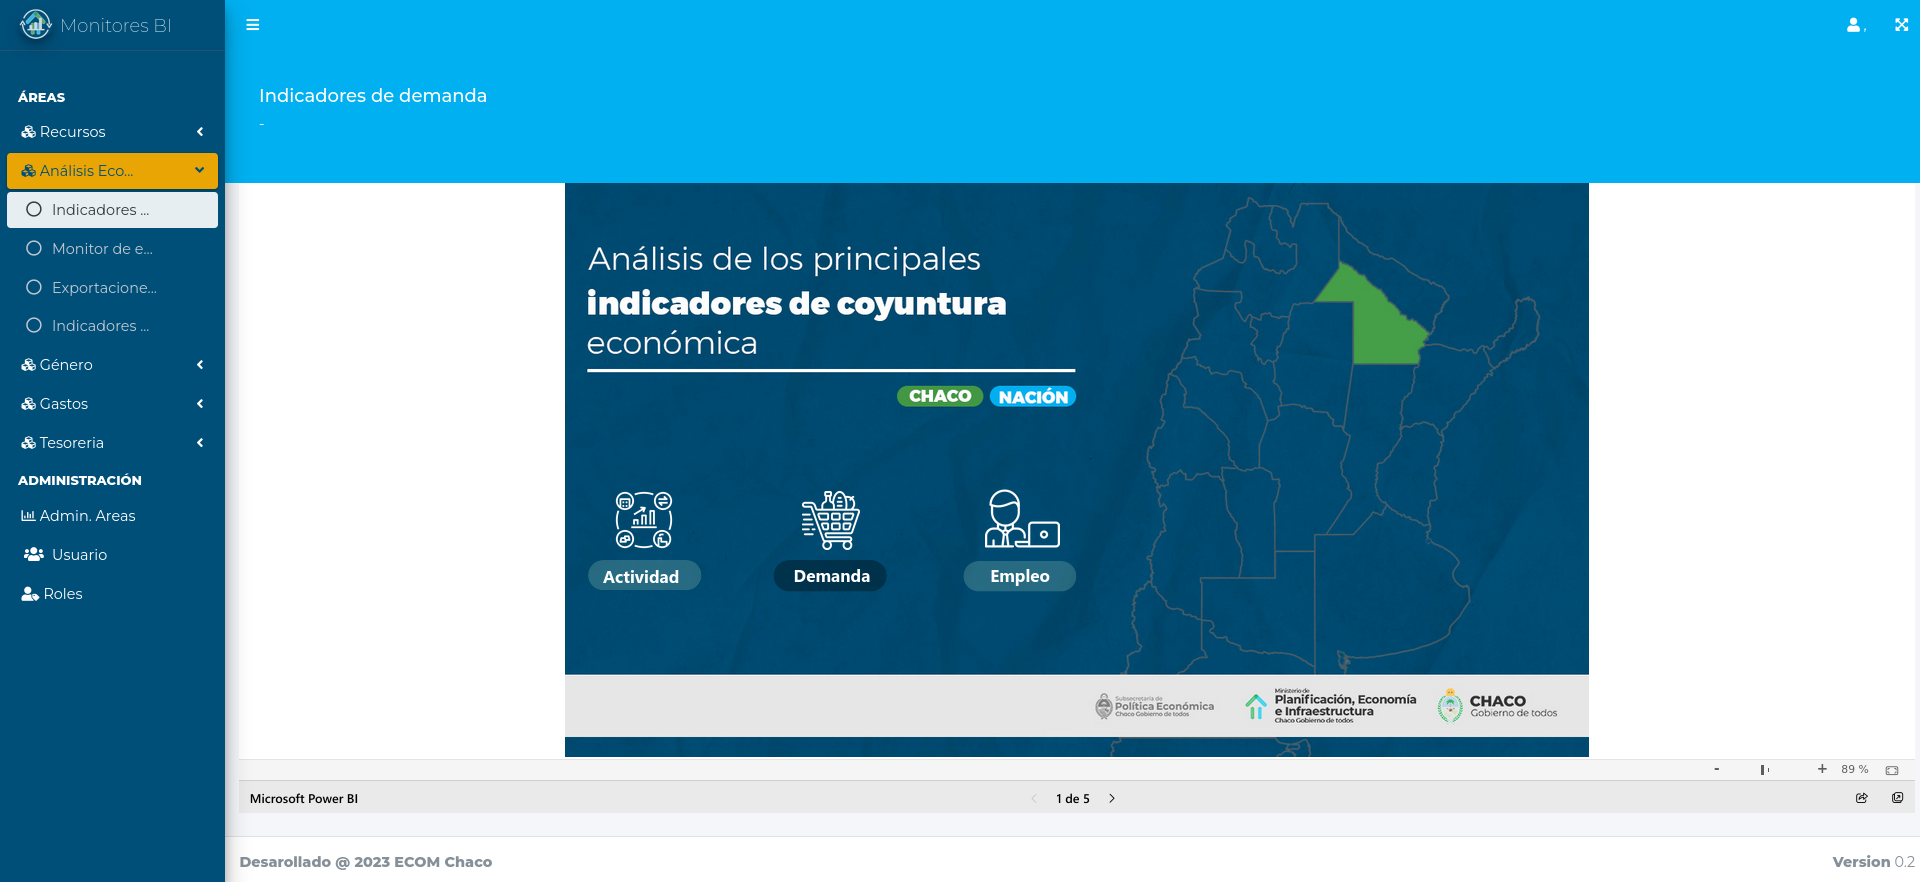 Monitores BI
ÁREAS
Recursos
Análisis Eco...
Indicadores ...
Monitor de e...
Exportacione...
Indicadores ...
Género
Gastos
Tesoreria
ADMINISTRACIÓN
Admin. Areas
Usuario
Roles
,
Indicadores de demanda
-
Análisis de los principales
indicadores de coyuntura
económica
CHACO NACIÓN
Actividad Demanda Empleo
Subsecretaría de
Política Económica
Chaco Gobierno de todos
Ministerio de
Planificación, Economía
e Infraestructura
Chaco Gobierno de todos
CHACO
Gobierno de todos
- + 89 %
Microsoft Power BI 1 de 5
Desarollado @ 2023 ECOM Chaco Version 0.2